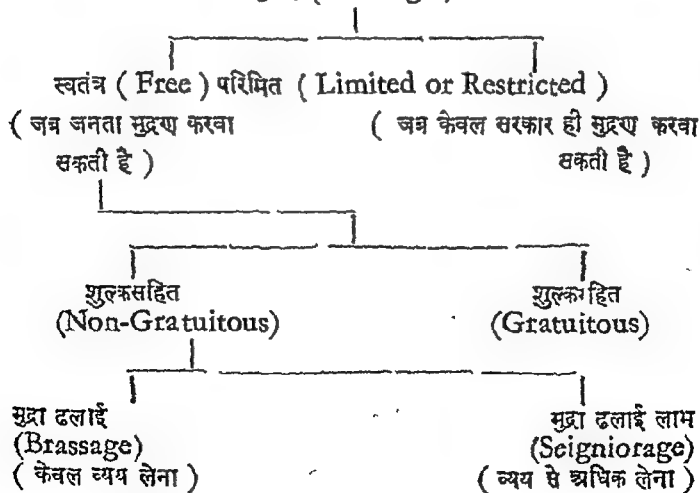 स्वतंत्र ( Free ) परिमित ( Limited or Restricted )
( जब जनता मुद्रण करवा ( जब केवल सरकार ही मुद्रण करवा
सकती है ) सकती है )
शुल्कसहित शुल्करहित
(Non-Gratuitous) (Gratuitous)
मुद्रा ढलाई मुद्रा ढलाई लाभ
(Brassage) (Seigniorage)
( केवल व्यय लेना ) ( व्यय से अधिक लेना )